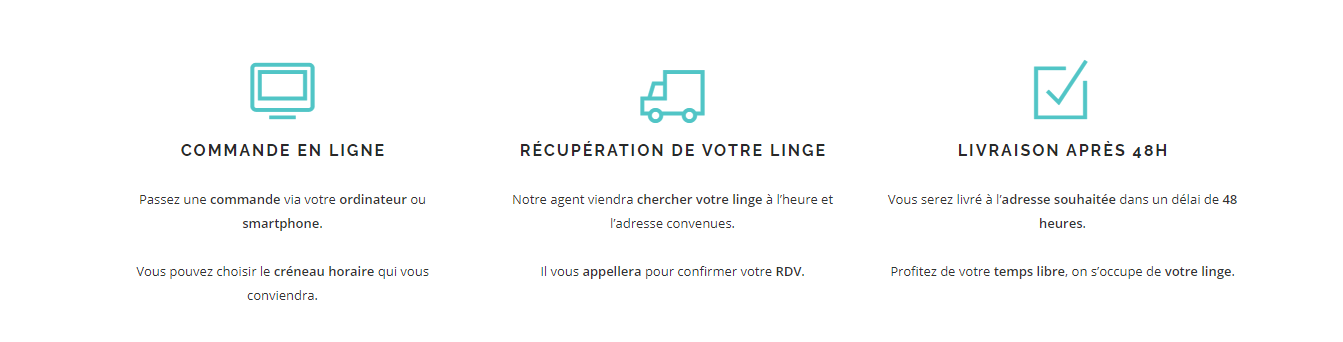 COMMANDE EN LIGNE
Passez une commande via votre ordinateur ou
smartphone.
Vous pouvez choisir le créneau horaire qui vous
conviendra.
RÉCUPÉRATION DE VOTRE LINGE
Notre agent viendra chercher votre linge à l'heure et
l'adresse convenues.
Il vous appellera pour confirmer votre RDV.
LIVRAISON APRÈS 48H
Vous serez livré à l'adresse souhaitée dans un délai de 48
heures.
Profitez de votre temps libre, on s'occupe de votre linge.